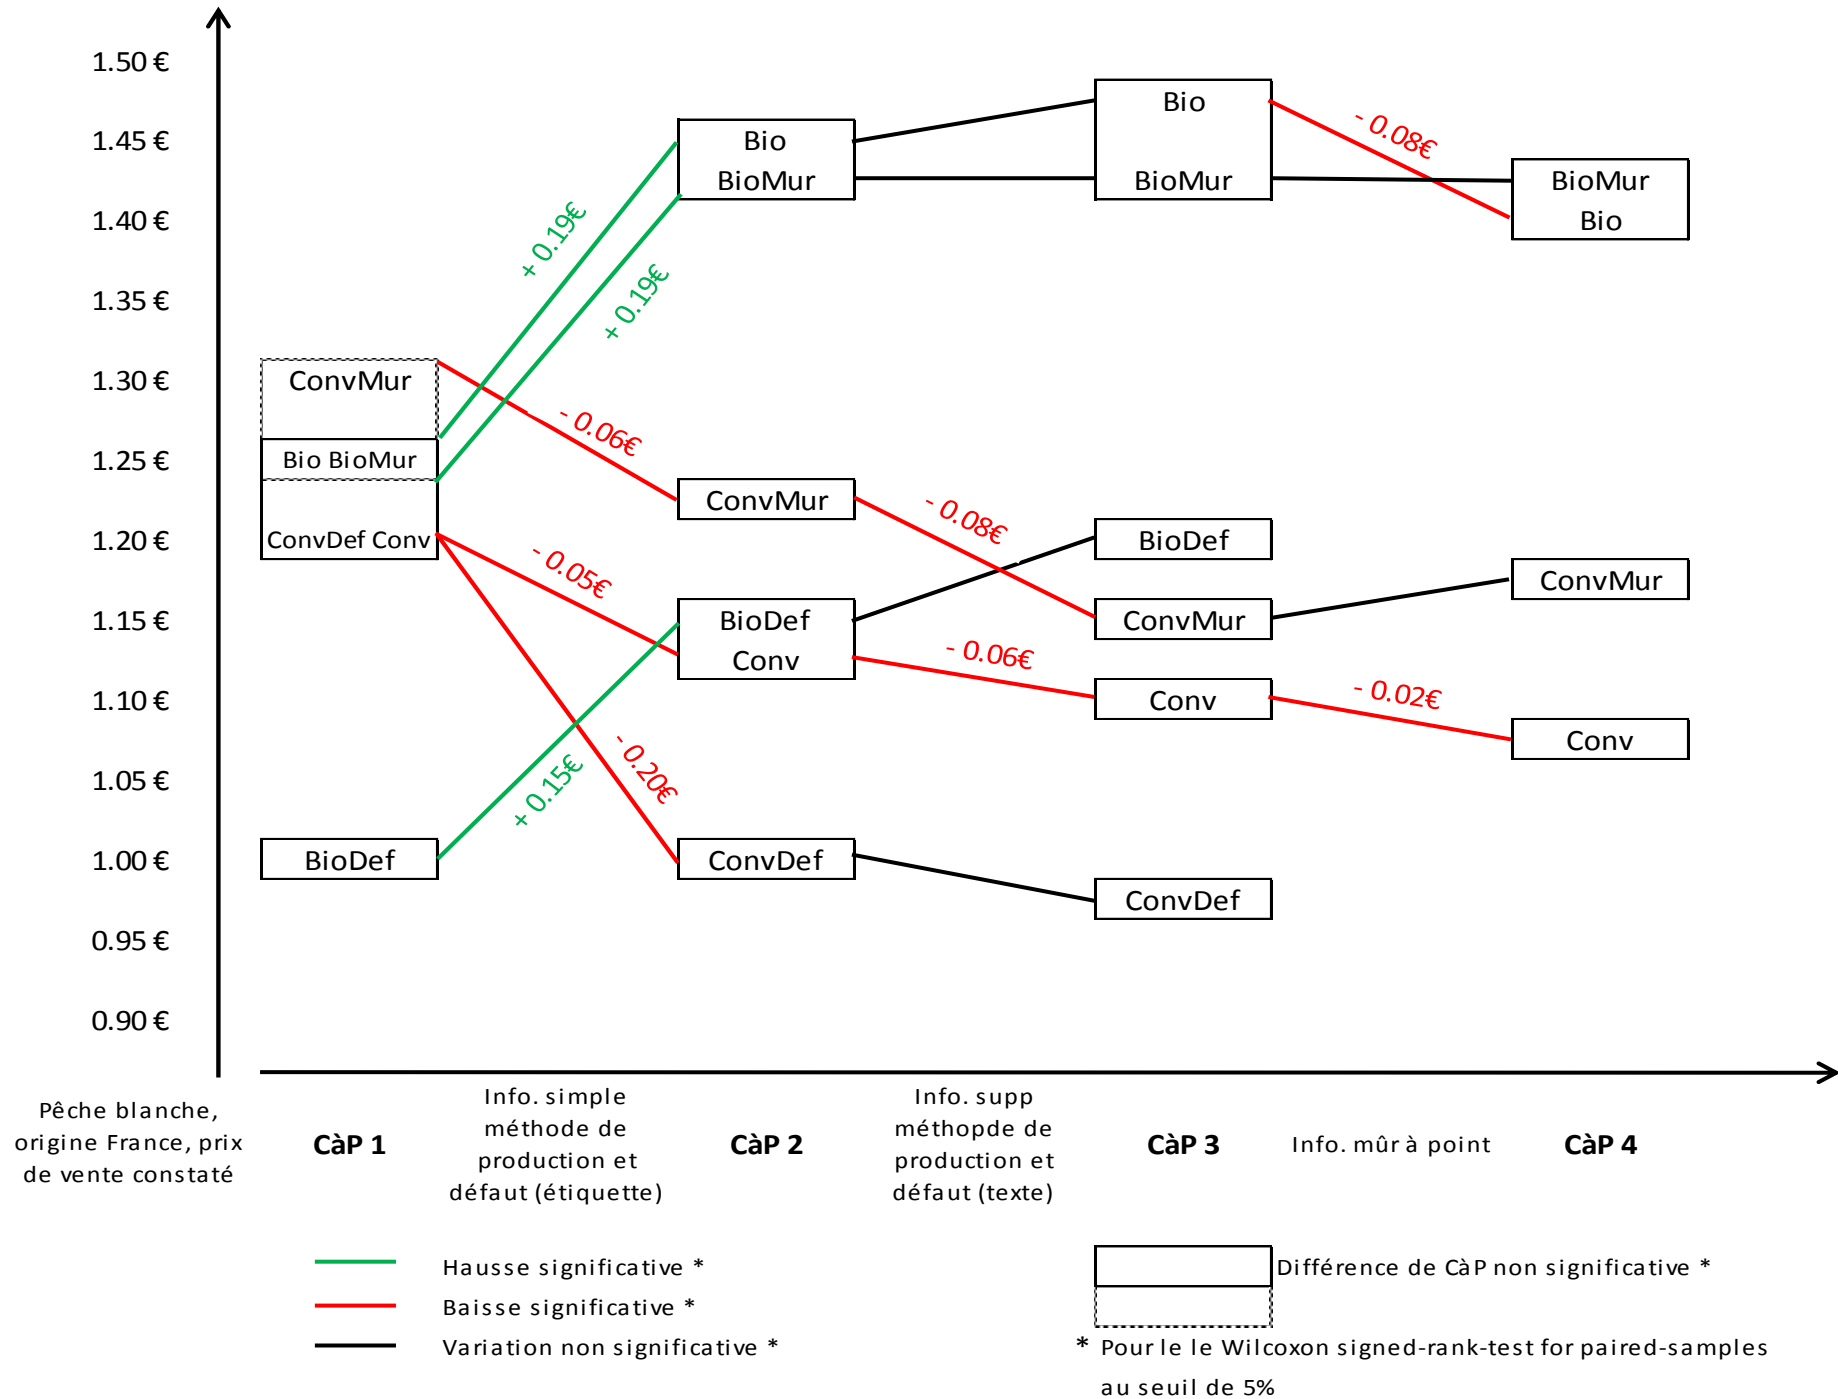 1.50 €
1.45 €
1.40 €
1.35 €
1.30 €
1.25 €
1.20 €
1.15 €
1.10 €
1.05 €
1.00 €
0.95 €
0.90 €
ConvMur
Bio BioMur
ConvDef Conv
BioDef
+ 0.19€
+ 0.19€
- 0.06€
- 0.05€
- 0.20€
+ 0.15€
Bio
BioMur
ConvMur
BioDef
Conv
ConvDef
- 0.08€
- 0.06€
Bio
BioMur
BioDef
ConvMur
Conv
ConvDef
- 0.08€
- 0.02€
BioMur
Bio
ConvMur
Conv
Pêche blanche,
origine France, prix
de vente constaté
CàP 1
Info. simple
méthode de
production et
défaut (étiquette)
CàP 2
Info. supp
méthopde de
production et
défaut (texte)
CàP 3
Info. mûr à point
CàP 4
Hausse significative *
Baisse significative *
Variation non significative *
Différence de CàP non significative *
* Pour le le Wilcoxon signed-rank-test for paired-samples
au seuil de 5%